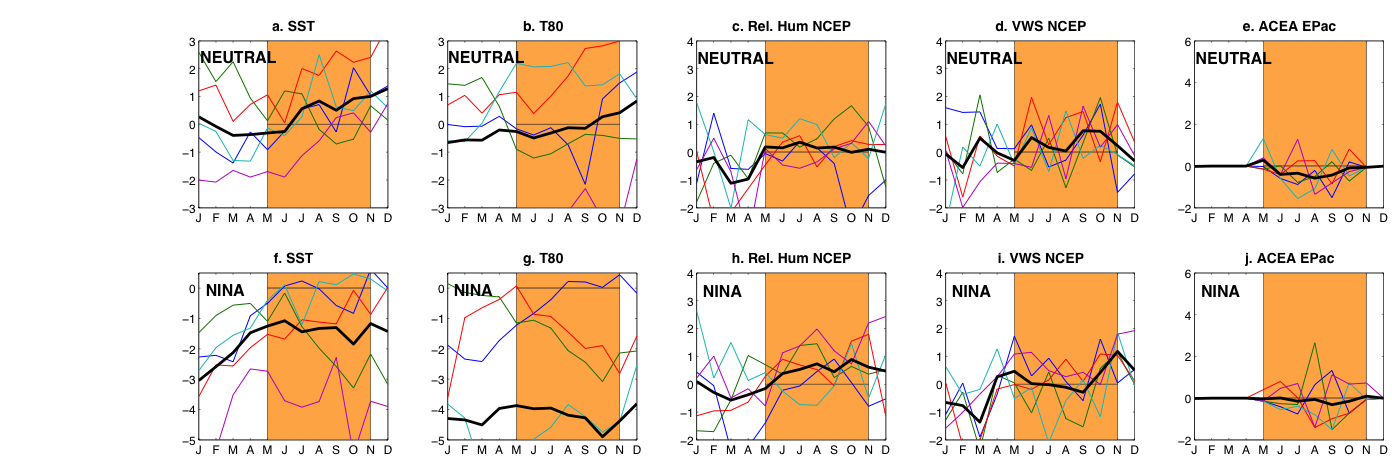 a. SST
b. T80
c. Rel. Hum NCEP
d. VWS NCEP
e. ACEA EPac
3
2
1
0
−1
−2
−3
NEUTRAL
J F M A M J J A S O N D
3
2
1
0
−1
−2
−3
NEUTRAL
J F M A M J J A S O N D
4
3
2
1
0
−1
−2
NEUTRAL
J F M A M J J A S O N D
4
3
2
1
0
−1
−2
NEUTRAL
J F M A M J J A S O N D
6
4
2
0
−2
NEUTRAL
J F M A M J J A S O N D
f. SST
g. T80
h. Rel. Hum NCEP
i. VWS NCEP
j. ACEA EPac
0
−1
−2
−3
−4
−5
NINA
J F M A M J J A S O N D
0
−1
−2
−3
−4
−5
NINA
J F M A M J J A S O N D
4
3
2
1
0
−1
−2
NINA
J F M A M J J A S O N D
4
3
2
1
0
−1
−2
NINA
J F M A M J J A S O N D
6
4
2
0
−2
NINA
J F M A M J J A S O N D